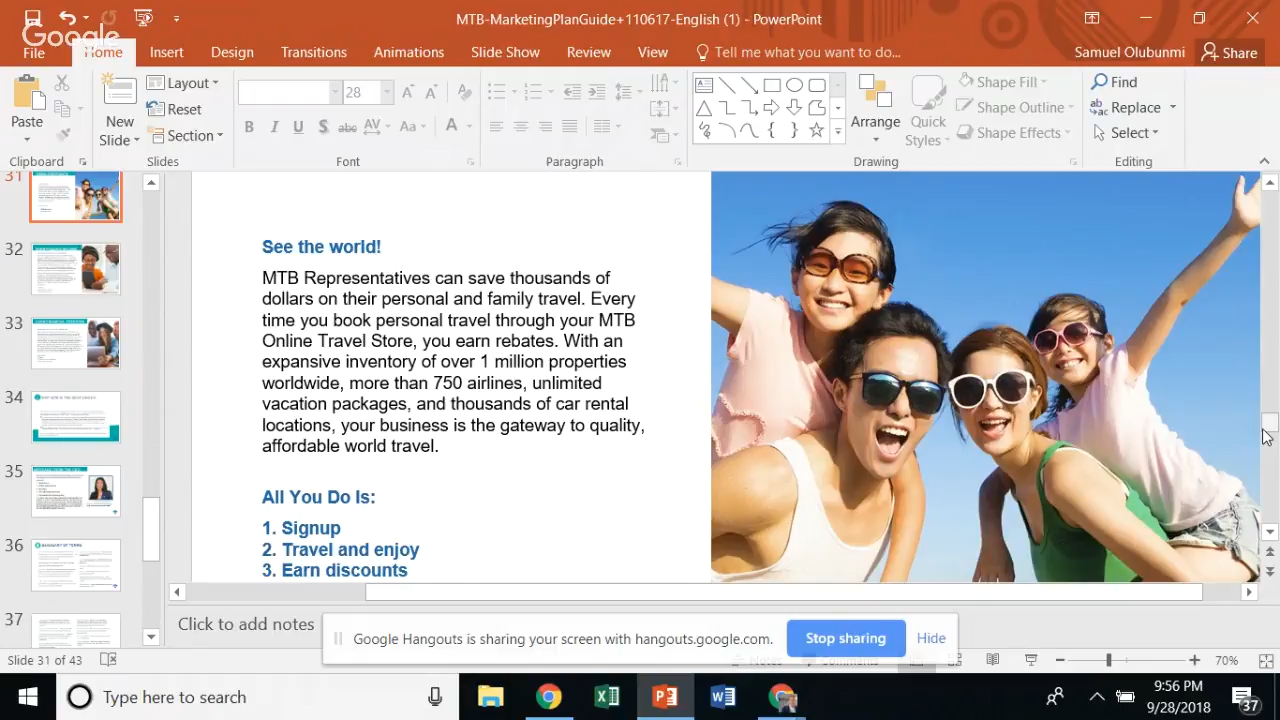 MTB-MarketingPlanGuide+110617-English (1) - PowerPoint
Google
File Home Insert Design Transitions Animations Slide Show Review View Tell me what you want to do... Samuel Olubunmi Share
Paste
New Slide
Layout
Reset
Section
28
Arrange
Quick Styles
Shape Fill
Shape Outline
Shape Effects
Find
Replace
Select
Clipboard Slides Font Paragraph Drawing Editing
31
32
33
34
35
36
37
See the world!
MTB Representatives can save thousands of
dollars on their personal and family travel. Every
time you book personal travel through your MTB
Online Travel Store, you earn rebates. With an
expansive inventory of over 1 million properties
worldwide, more than 750 airlines, unlimited
vacation packages, and thousands of car rental
locations, your business is the gateway to quality,
affordable world travel.
All You Do Is:
1. Signup
2. Travel and enjoy
3. Earn discounts
Click to add notes
Google Hangouts is sharing your screen with hangouts.google.com. Stop sharing Hide
Slide 31 of 43 Notes Comments 70%
Type here to search
9:56 PM
9/28/2018
37